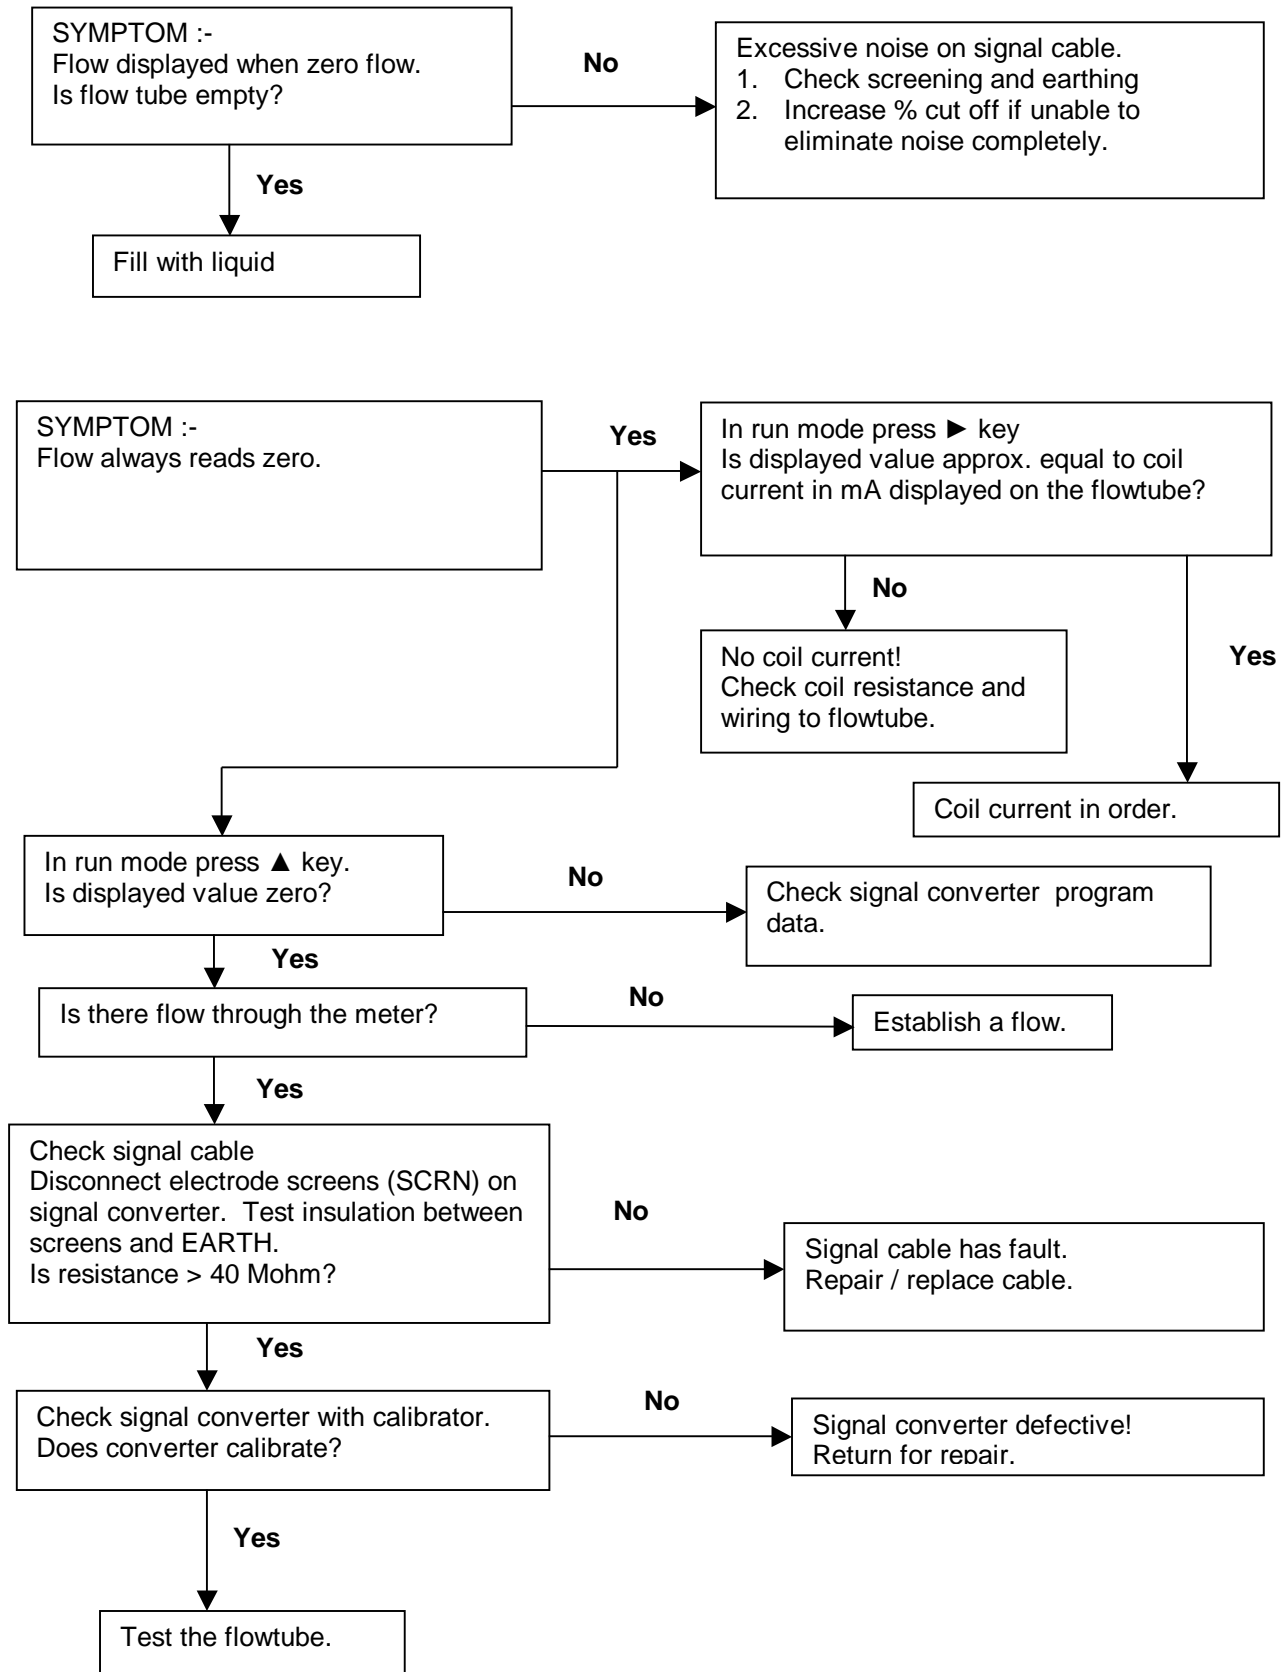 SYMPTOM :-
Flow displayed when zero flow.
Is flow tube empty?
No
Excessive noise on signal cable.
1. Check screening and earthing
2. Increase % cut off if unable to
eliminate noise completely.
Yes
Fill with liquid
SYMPTOM :-
Flow always reads zero.
Yes
In run mode press ► key
Is displayed value approx. equal to coil
current in mA displayed on the flowtube?
No
No coil current!
Check coil resistance and
wiring to flowtube.
Yes
Coil current in order.
In run mode press ▲ key.
Is displayed value zero?
No
Check signal converter program
data.
Yes
Is there flow through the meter?
No
Establish a flow.
Yes
Check signal cable
Disconnect electrode screens (SCRN) on
signal converter. Test insulation between
screens and EARTH.
Is resistance > 40 Mohm?
No
Signal cable has fault.
Repair / replace cable.
Yes
Check signal converter with calibrator.
Does converter calibrate?
No
Signal converter defective!
Return for repair.
Yes
Test the flowtube.